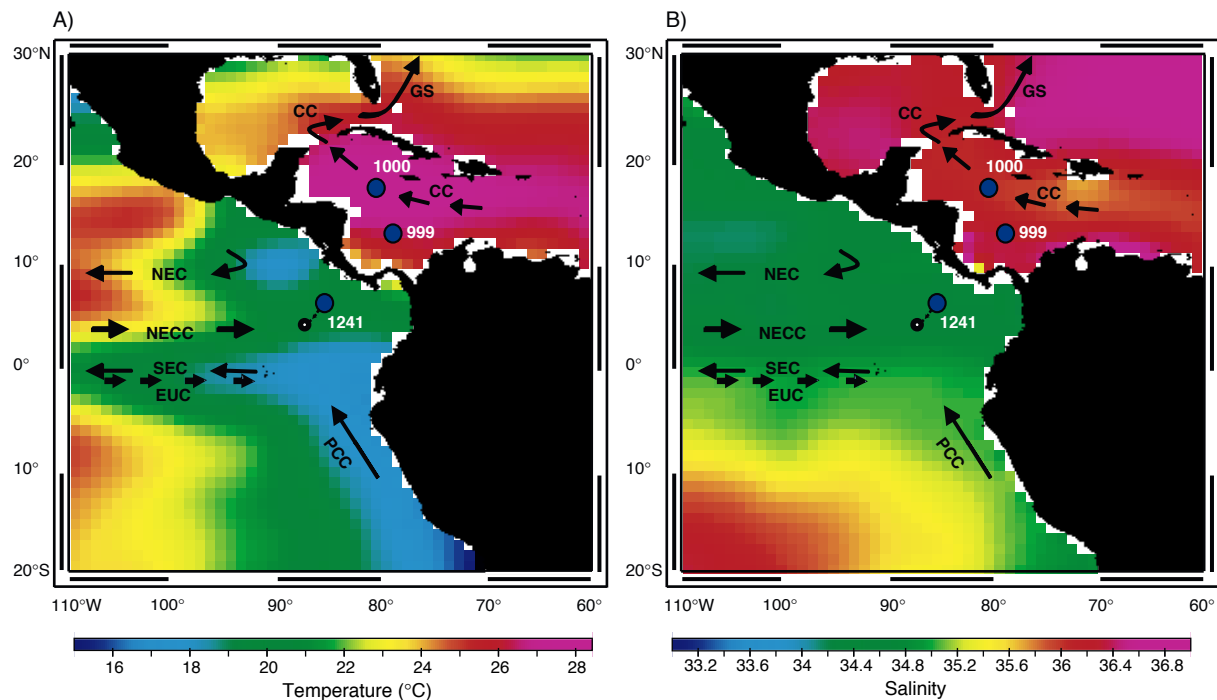 A)
B)
30°N
20°
10°
0°
10°
20°S
GS
CC
1000
CC
999
NEC
NECC
1241
SEC
EUC
PCC
110°W 100° 90° 80° 70° 60°
16 18 20 22 24 26 28
Temperature (°C)
30°N
20°
10°
0°
10°
20°S
GS
CC
1000
CC
999
NEC
NECC
1241
SEC
EUC
PCC
110°W 100° 90° 80° 70° 60°
33.2 33.6 34 34.4 34.8 35.2 35.6 36 36.4 36.8
Salinity